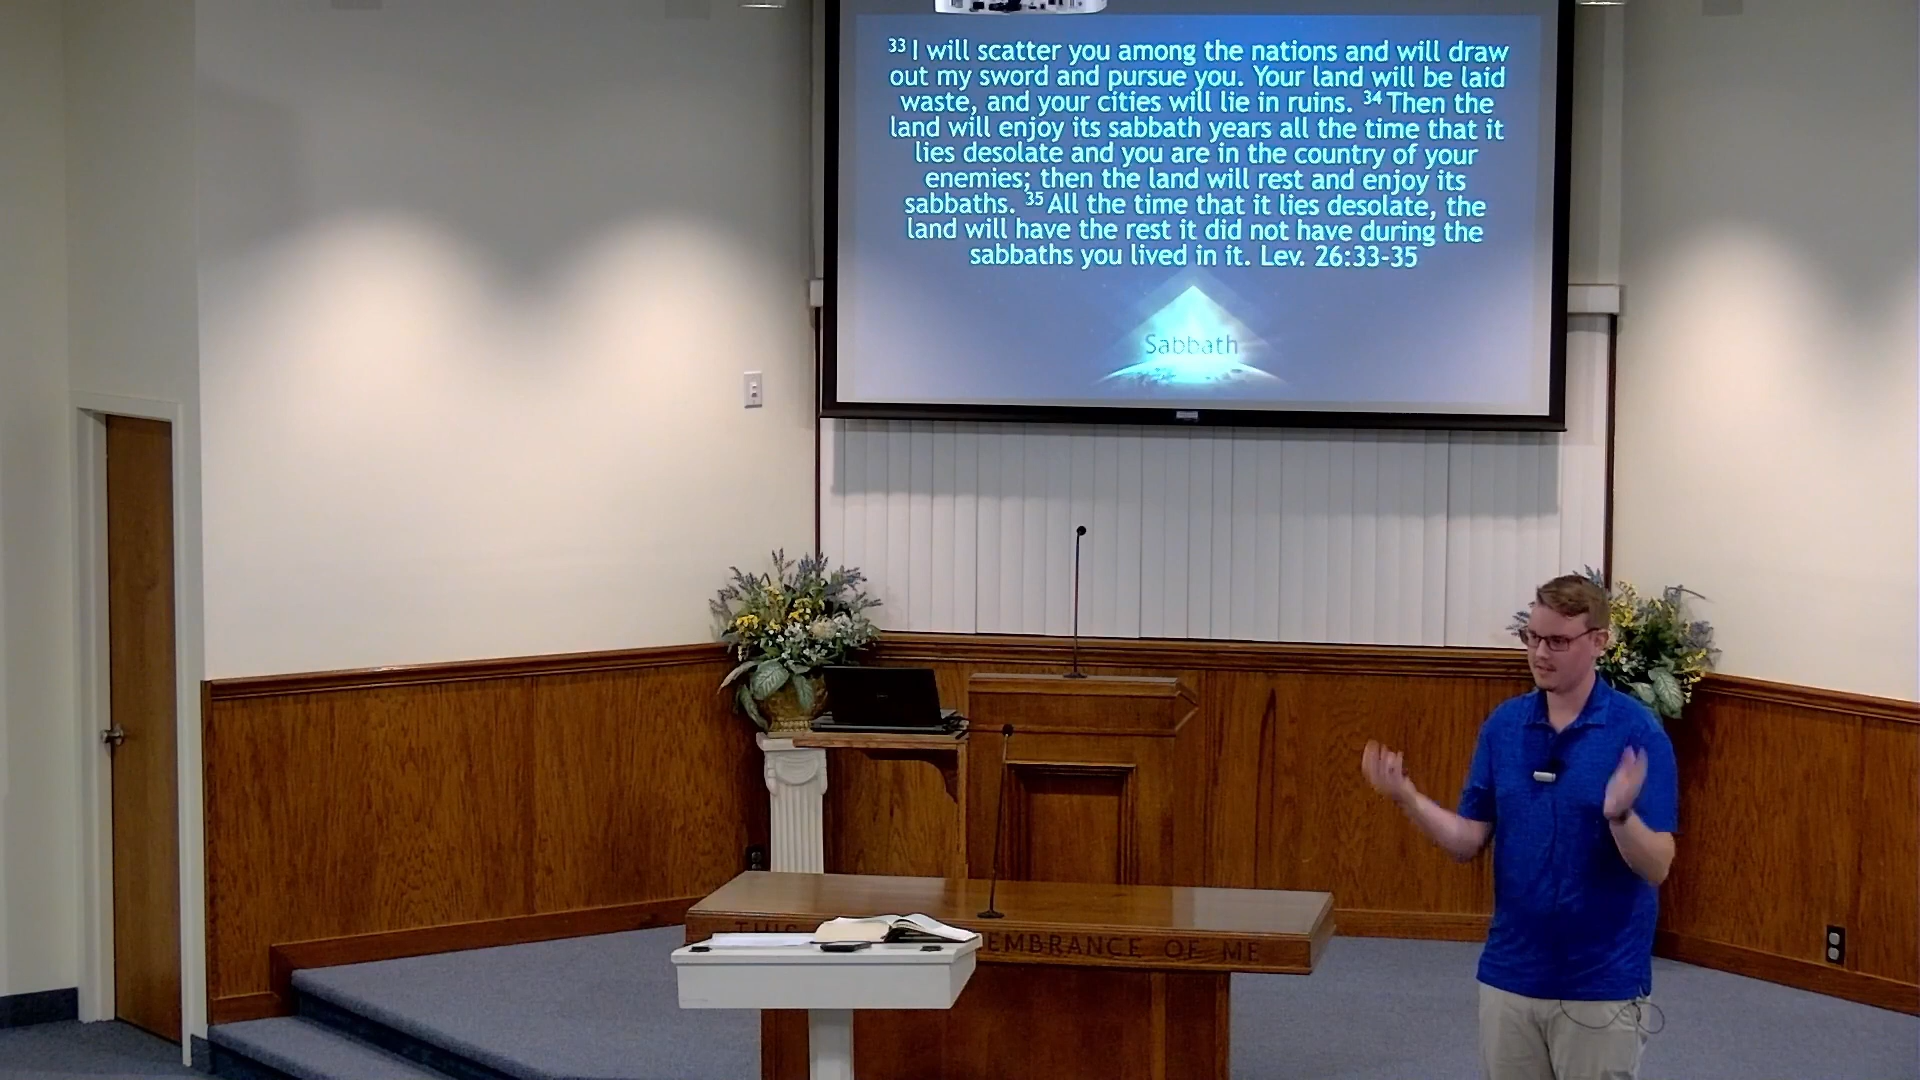 33 I will scatter you among the nations and will draw
out my sword and pursue you. Your land will be laid
waste, and your cities will lie in ruins. 34 Then the
land will enjoy its sabbath years all the time that it
lies desolate and you are in the country of your
enemies; then the land will rest and enjoy its
sabbaths. 35 All the time that it lies desolate, the
land will have the rest it did not have during the
sabbaths you lived in it. Lev. 26:33-35
Sabbath
THIS EMBRANCE OF ME